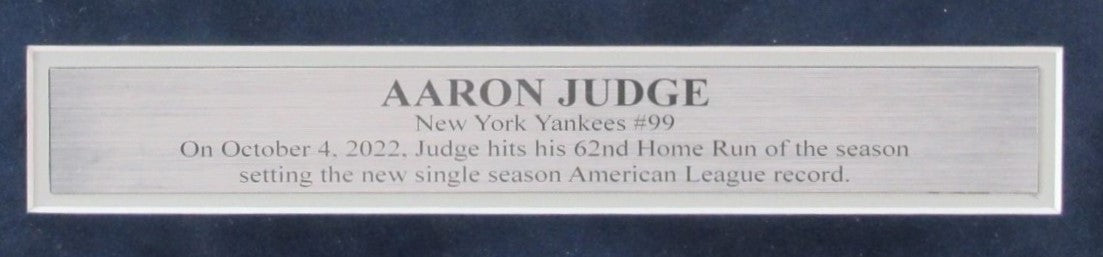 AARON JUDGE
New York Yankees #99
On October 4, 2022, Judge hits his 62nd Home Run of the season
setting the new single season American League record.